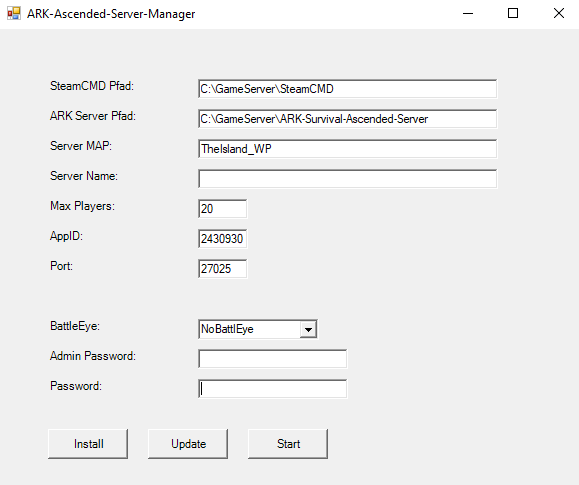 ARK-Ascended-Server-Manager
SteamCMD Pfad: C:\GameServer\SteamCMD
ARK Server Pfad: C:\GameServer\ARK-Survival-Ascended-Server
Server MAP: TheIsland_WP
Server Name:
Max Players: 20
AppID: 2430930
Port: 27025
BattleEye: NoBattlEye
Admin Password:
Password:
Install Update Start